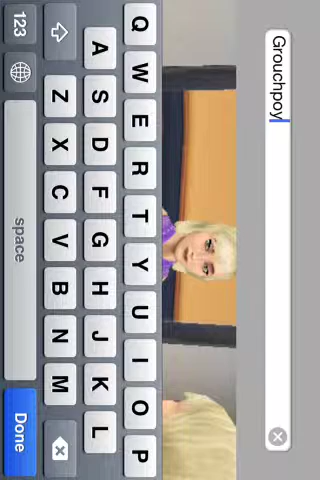 Grouchpoy
Q W E R T Y U I O P
A S D F G H J K L
Z X C V B N M
123 space Done